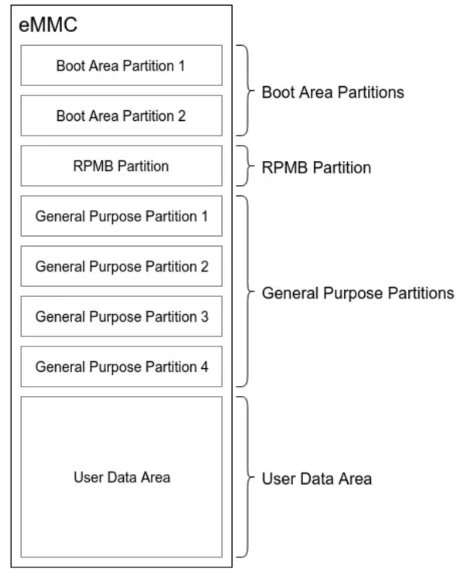 eMMC
Boot Area Partition 1
Boot Area Partition 2
Boot Area Partitions
RPMB Partition
RPMB Partition
General Purpose Partition 1
General Purpose Partition 2
General Purpose Partition 3
General Purpose Partition 4
General Purpose Partitions
User Data Area
User Data Area